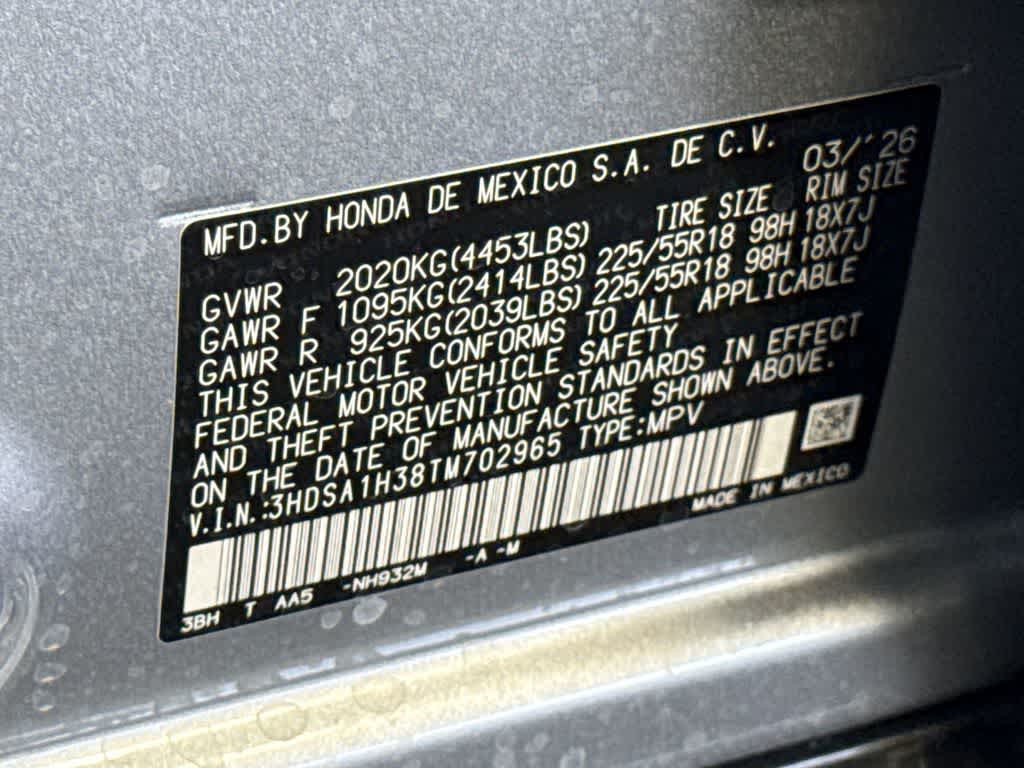 MFD.BY HONDA DE MEXICO S.A. DE C.V. 03/'26
GVWR 2020KG(4453LBS) TIRE SIZE RIM SIZE
GAWR F 1095KG(2414LBS) 225/55R18 98H 18X7J
GAWR R 925KG(2039LBS) 225/55R18 98H 18X7J
THIS VEHICLE CONFORMS TO ALL APPLICABLE
FEDERAL MOTOR VEHICLE SAFETY
AND THEFT PREVENTION STANDARDS IN EFFECT
ON THE DATE OF MANUFACTURE SHOWN ABOVE.
V.I.N.:3HDSA1H38TM702965 TYPE:MPV
MADE IN MEXICO
3BH T AA5 -NH932M -A -M